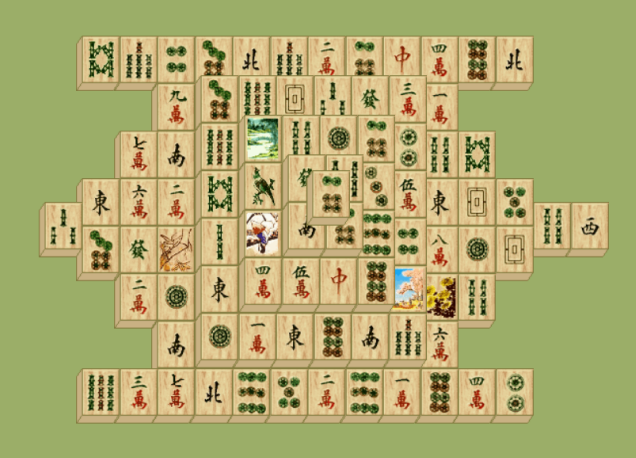 北 二萬 中 四萬 北
九萬 發 三萬 一萬
七萬 南
東 六萬 二萬 伍萬 東
西
發 南 八萬
二萬 東 四萬 伍萬 中
南 一萬 東 南 六萬
三萬 七萬 北 二萬 一萬 四萬